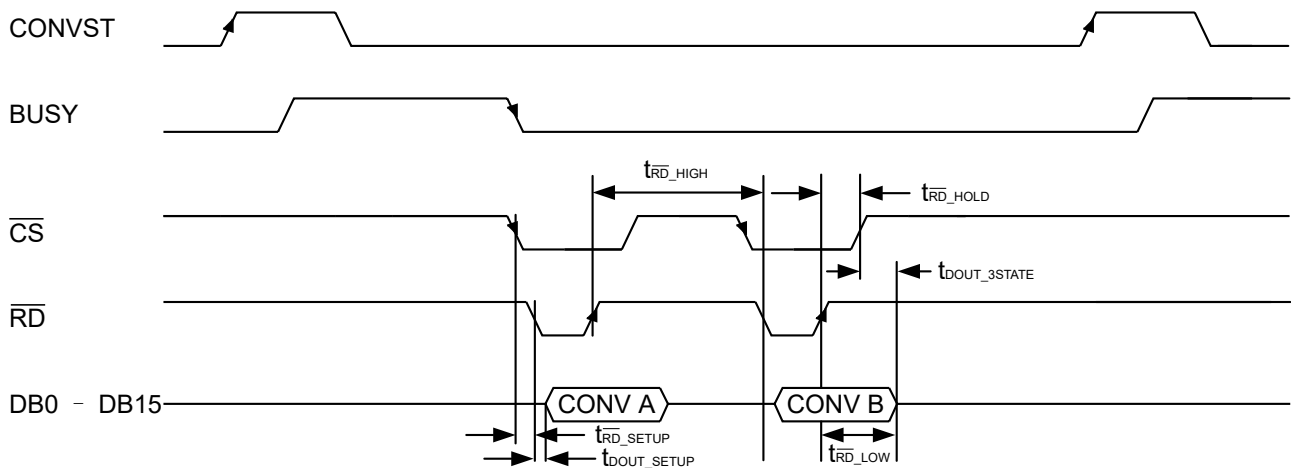 CONVST
BUSY
tRD_HIGH
tRD_HOLD
CS
tDOUT_3STATE
RD
DB0 - DB15
CONV A
CONV B
tRD_SETUP
tRD_LOW
tDOUT_SETUP